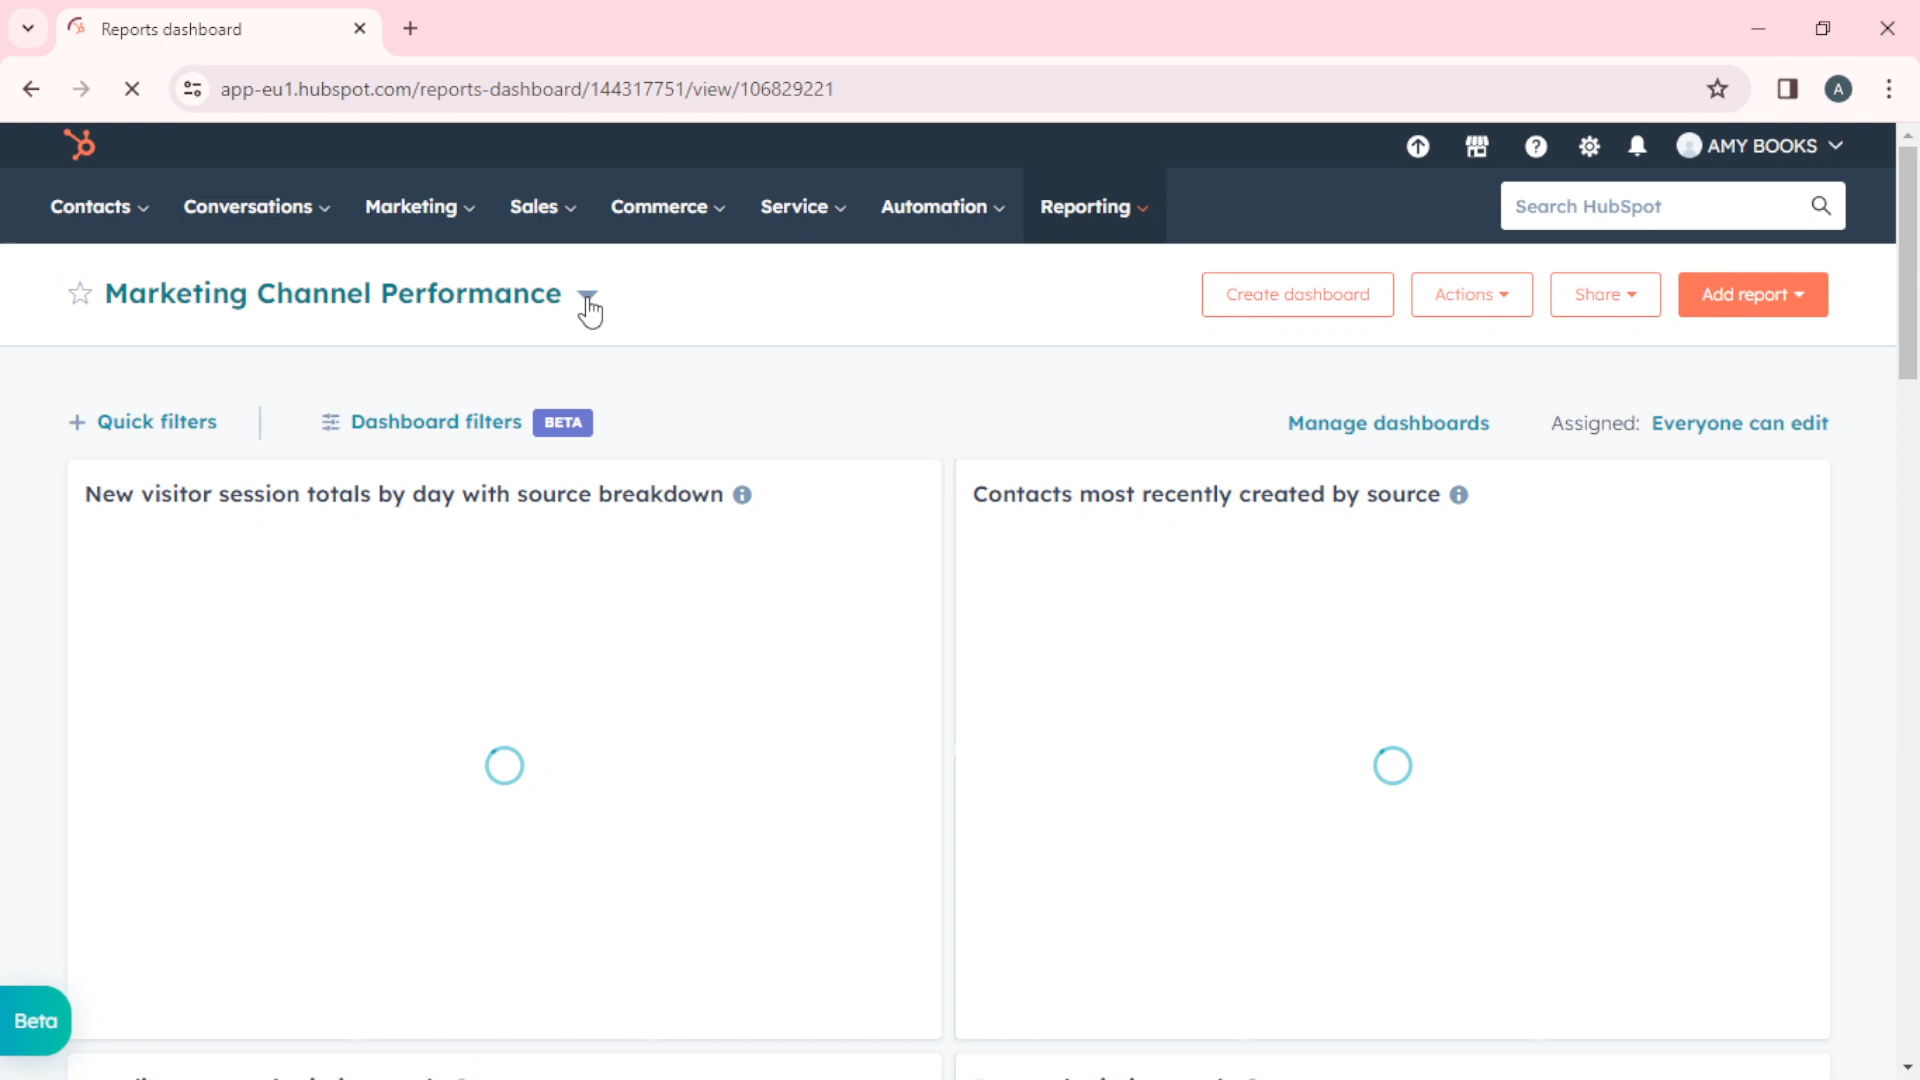 Reports dashboard
app-eu1.hubspot.com/reports-dashboard/144317751/view/106829221
A
AMY BOOKS
Contacts
Conversations
Marketing
Sales
Commerce
Service
Automation
Reporting
Search HubSpot
Marketing Channel Performance
Create dashboard
Actions
Share
Add report
Quick filters
Dashboard filters BETA
Manage dashboards
Assigned: Everyone can edit
New visitor session totals by day with source breakdown
Contacts most recently created by source
Beta